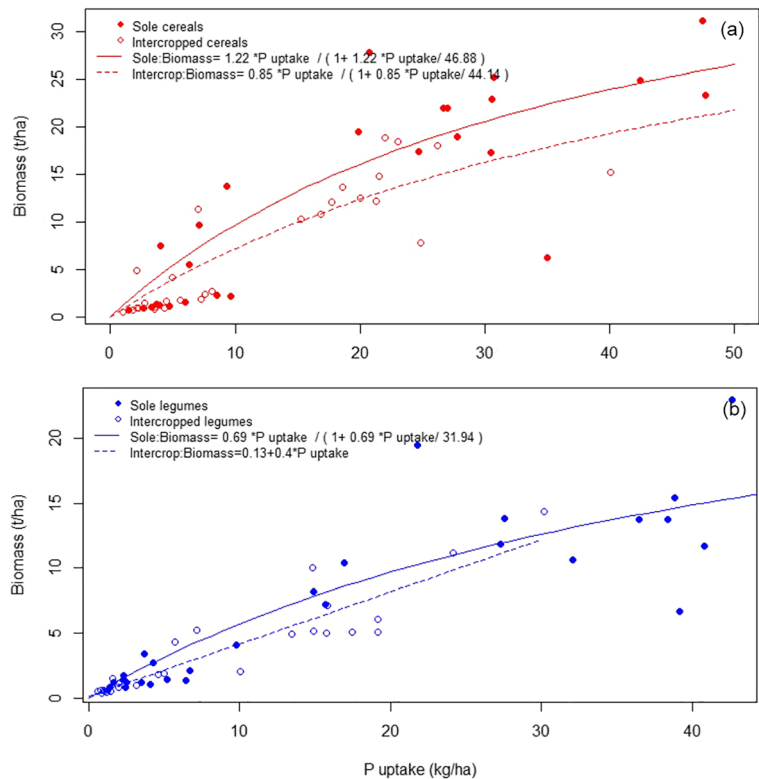 (a)
Sole cereals
Intercropped cereals
Sole:Biomass= 1.22 *P uptake / ( 1+ 1.22 *P uptake/ 46.88 )
Intercrop:Biomass= 0.85 *P uptake / ( 1+ 0.85 *P uptake/ 44.14 )
Biomass (t/ha)
30
25
20
15
10
5
0
0 10 20 30 40 50
(b)
Sole legumes
Intercropped legumes
Sole:Biomass= 0.69 *P uptake / ( 1+ 0.69 *P uptake/ 31.94 )
Intercrop:Biomass=0.13+0.4*P uptake
Biomass (t/ha)
20
15
10
5
0
0 10 20 30 40
P uptake (kg/ha)